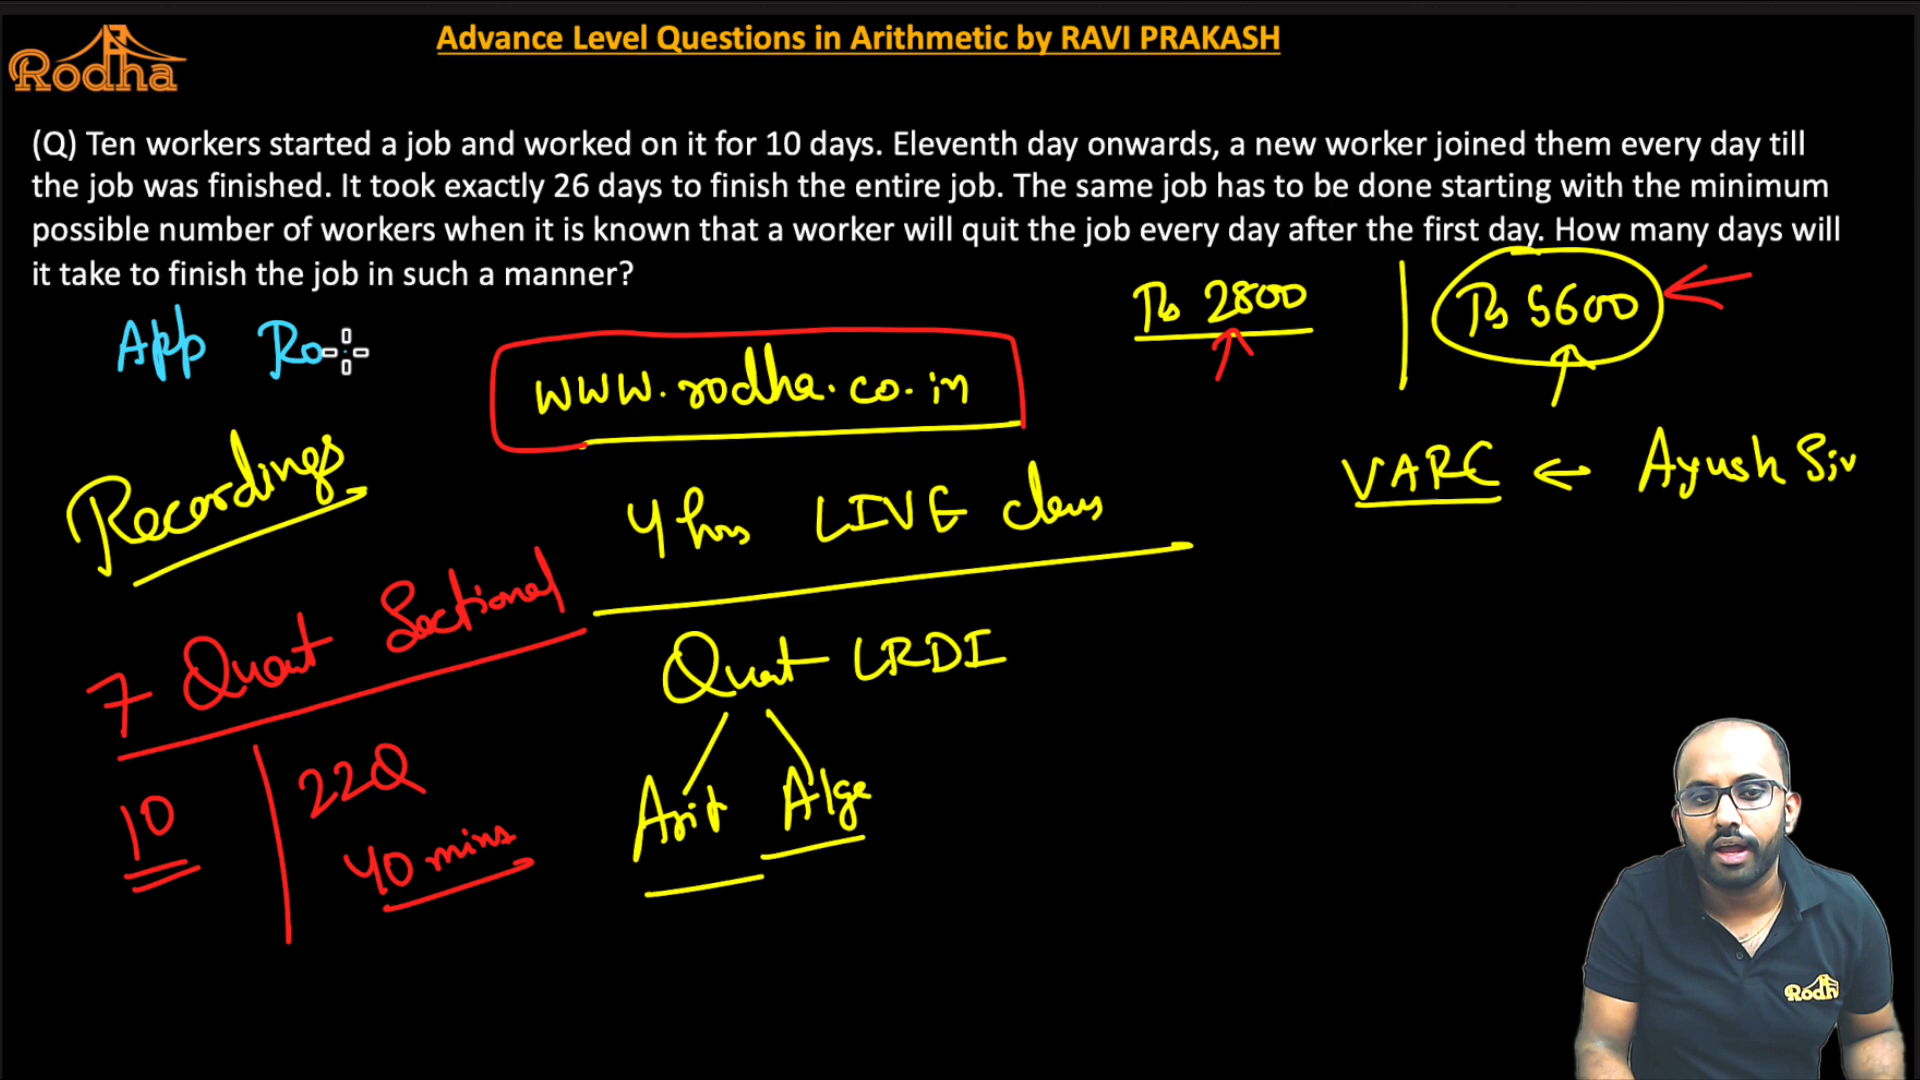 Advance Level Questions in Arithmetic by RAVI PRAKASH
Rodha
(Q) Ten workers started a job and worked on it for 10 days. Eleventh day onwards, a new worker joined them every day till
the job was finished. It took exactly 26 days to finish the entire job. The same job has to be done starting with the minimum
possible number of workers when it is known that a worker will quit the job every day after the first day. How many days will
it take to finish the job in such a manner?
Rs 2800
Rs 5600
App Ro
www.rodha.co.in
Recordings
VARC ← Ayush Sir
4 hrs LIVE class
7 Quant Sectional
Quant LRDI
10
22Q
40 mins
Arit Alge
Rodh